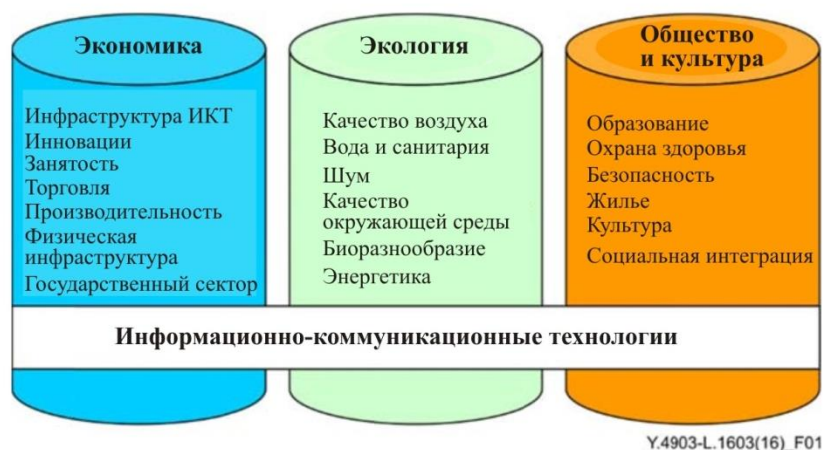 Экономика
Инфраструктура ИКТ
Инновации
Занятость
Торговля
Производительность
Физическая
инфраструктура
Государственный сектор
Экология
Качество воздуха
Вода и санитария
Шум
Качество
окружающей среды
Биоразнообразие
Энергетика
Общество
и культура
Образование
Охрана здоровья
Безопасность
Жилье
Культура
Социальная интеграция
Информационно-коммуникационные технологии
Y.4903-L.1603(16)_F01